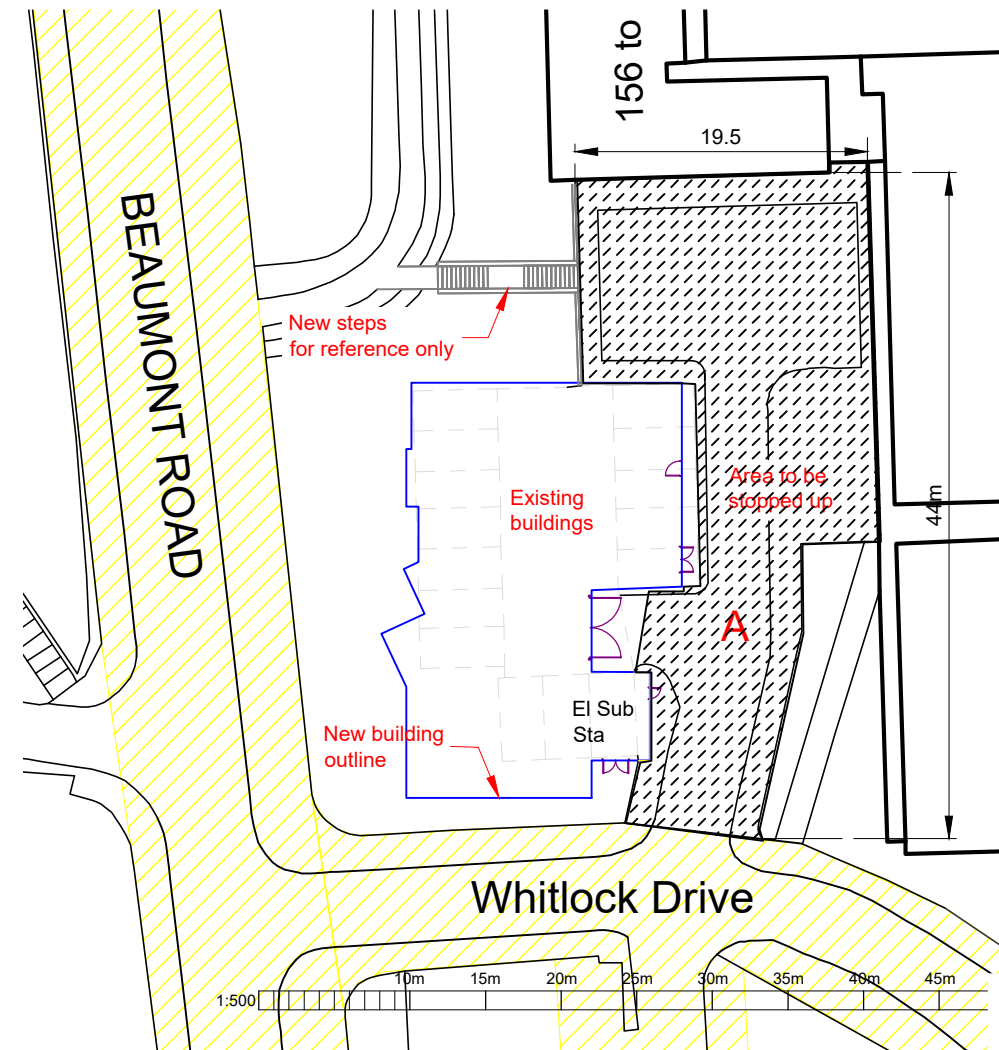 156 to
19.5
BEAUMONT ROAD
New steps
for reference only
Existing
buildings
Area to be
stopped up
44m
A
El Sub
Sta
New building
outline
Whitlock Drive
1:500
10m 15m 20m 25m 30m 35m 40m 45m